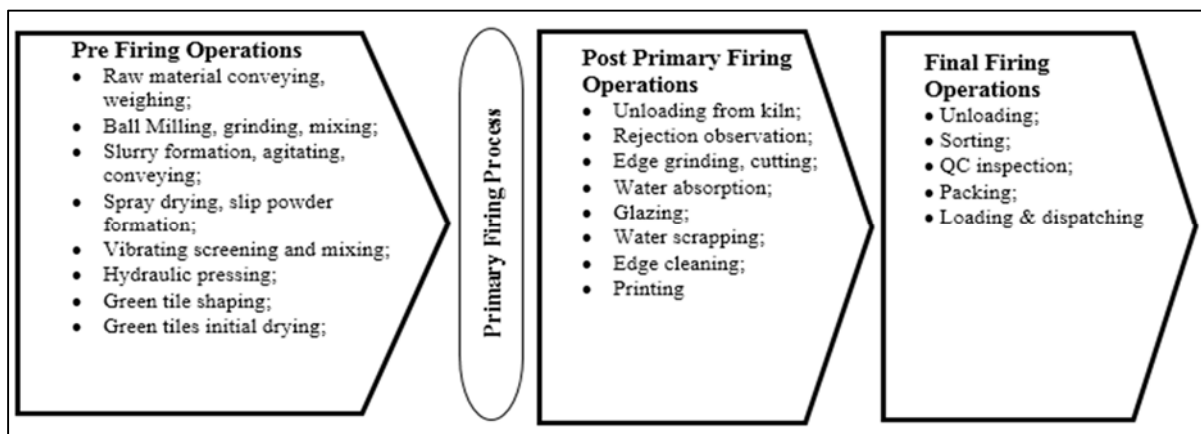 Pre Firing Operations
• Raw material conveying,
weighing;
• Ball Milling, grinding, mixing;
• Slurry formation, agitating,
conveying;
• Spray drying, slip powder
formation;
• Vibrating screening and mixing;
• Hydraulic pressing;
• Green tile shaping;
• Green tiles initial drying;
Primary Firing Process
Post Primary Firing
Operations
• Unloading from kiln;
• Rejection observation;
• Edge grinding, cutting;
• Water absorption;
• Glazing;
• Water scrapping;
• Edge cleaning;
• Printing
Final Firing
Operations
• Unloading;
• Sorting;
• QC inspection;
• Packing;
• Loading & dispatching